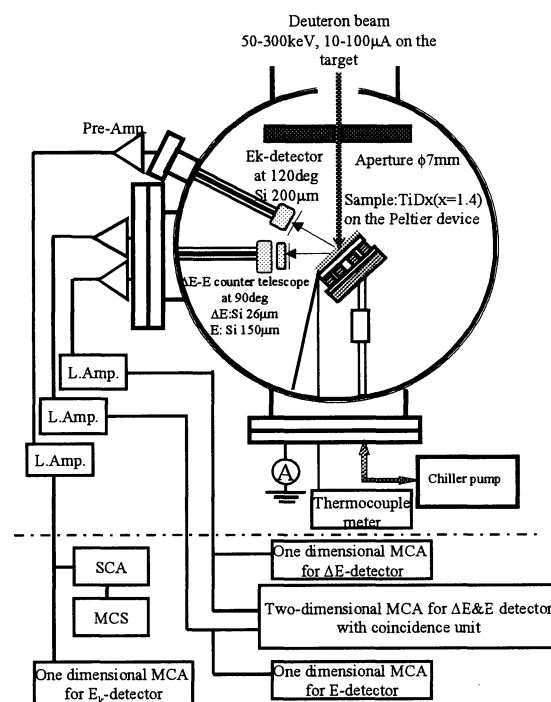 Deuteron beam
50-300keV, 10-100μA on the
target
Pre-Amp.
Ek-detector
at 120deg
Si 200μm
Aperture ϕ7mm
Sample:TiDx(x=1.4)
on the Peltier device
ΔE-E counter telescope
at 90deg
ΔE:Si 26μm
E: Si 150μm
L.Amp.
L.Amp.
L.Amp.
A
Chiller pump
Thermocouple
meter
One dimensional MCA
for ΔE-detector
SCA
MCS
Two-dimensional MCA for ΔE&E detector
with coincidence unit
One dimensional MCA
for Ek-detector
One dimensional MCA
for E-detector